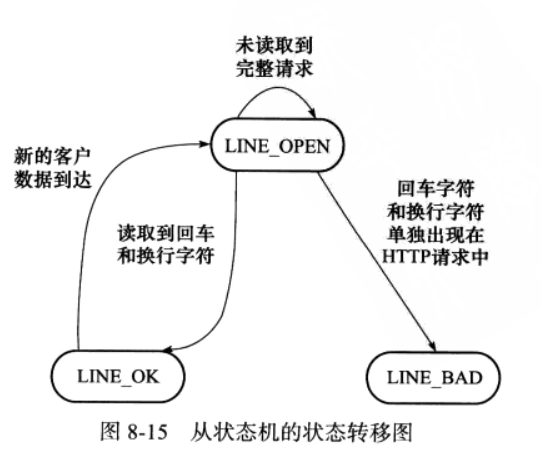 未读取到
完整请求
LINE_OPEN
新的客户
数据到达
读取到回车
和换行字符
回车字符
和换行字符
单独出现在
HTTP请求中
LINE_OK
LINE_BAD
图 8-15 从状态机的状态转移图